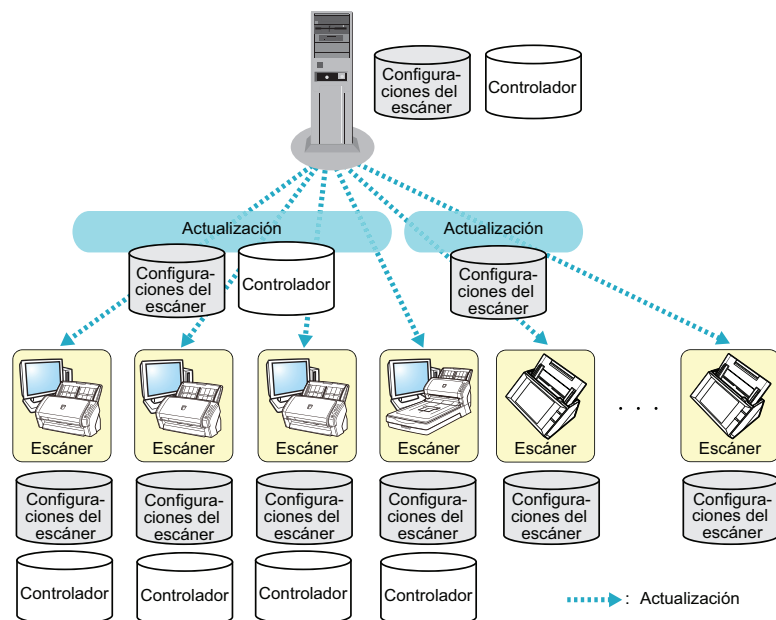 Configura-
ciones del
escáner
Controlador
Actualización
Actualización
Configura-
ciones del
escáner
Controlador
Configura-
ciones del
escáner
Escáner
Escáner
Escáner
Escáner
Escáner
. . .
Escáner
Configura-
ciones del
escáner
Configura-
ciones del
escáner
Configura-
ciones del
escáner
Configura-
ciones del
escáner
Configura-
ciones del
escáner
Configura-
ciones del
escáner
Controlador
Controlador
Controlador
Controlador
: Actualización